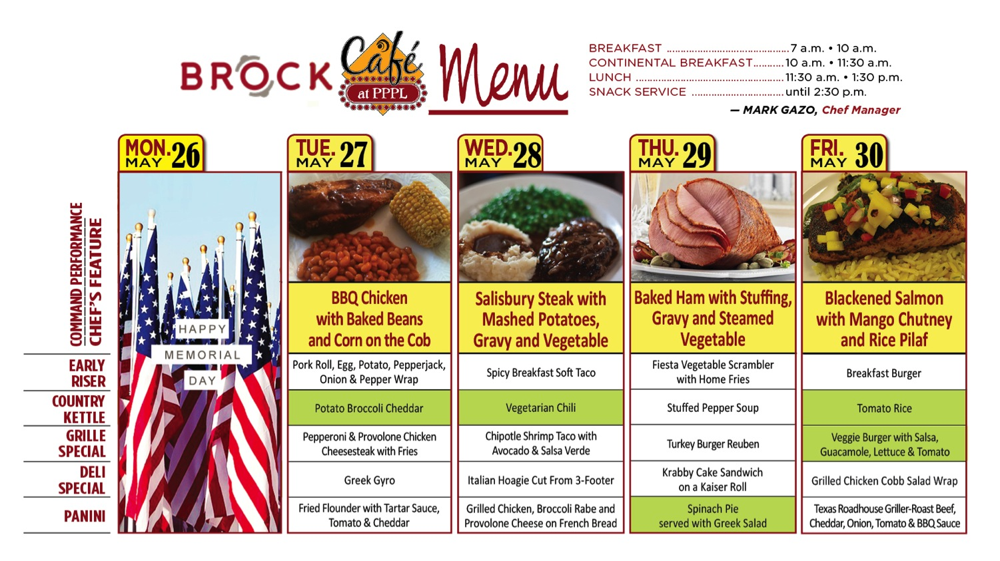 BROCK
Café
at PPPL
Menu
BREAKFAST ............................................ 7 a.m. • 10 a.m.
CONTINENTAL BREAKFAST........... 10 a.m. • 11:30 a.m.
LUNCH ..................................................... 11:30 a.m. • 1:30 p.m.
SNACK SERVICE ................................. until 2:30 p.m.
— MARK GAZO, Chef Manager
MON.
MAY 26
TUE.
MAY 27
WED.
MAY 28
THU.
MAY 29
FRI.
MAY 30
COMMAND PERFORMANCE
CHEF'S FEATURE
HAPPY
MEMORIAL
DAY
BBQ Chicken
with Baked Beans
and Corn on the Cob
Salisbury Steak with
Mashed Potatoes,
Gravy and Vegetable
Baked Ham with Stuffing,
Gravy and Steamed
Vegetable
Blackened Salmon
with Mango Chutney
and Rice Pilaf
EARLY
RISER
Pork Roll, Egg, Potato, Pepperjack,
Onion & Pepper Wrap
Spicy Breakfast Soft Taco
Fiesta Vegetable Scrambler
with Home Fries
Breakfast Burger
COUNTRY
KETTLE
Potato Broccoli Cheddar
Vegetarian Chili
Stuffed Pepper Soup
Tomato Rice
GRILLE
SPECIAL
Pepperoni & Provolone Chicken
Cheesesteak with Fries
Chipotle Shrimp Taco with
Avocado & Salsa Verde
Turkey Burger Reuben
Veggie Burger with Salsa,
Guacamole, Lettuce & Tomato
DELI
SPECIAL
Greek Gyro
Italian Hoagie Cut From 3-Footer
Krabby Cake Sandwich
on a Kaiser Roll
Grilled Chicken Cobb Salad Wrap
PANINI
Fried Flounder with Tartar Sauce,
Tomato & Cheddar
Grilled Chicken, Broccoli Rabe and
Provolone Cheese on French Bread
Spinach Pie
served with Greek Salad
Texas Roadhouse Griller-Roast Beef,
Cheddar, Onion, Tomato & BBQ Sauce